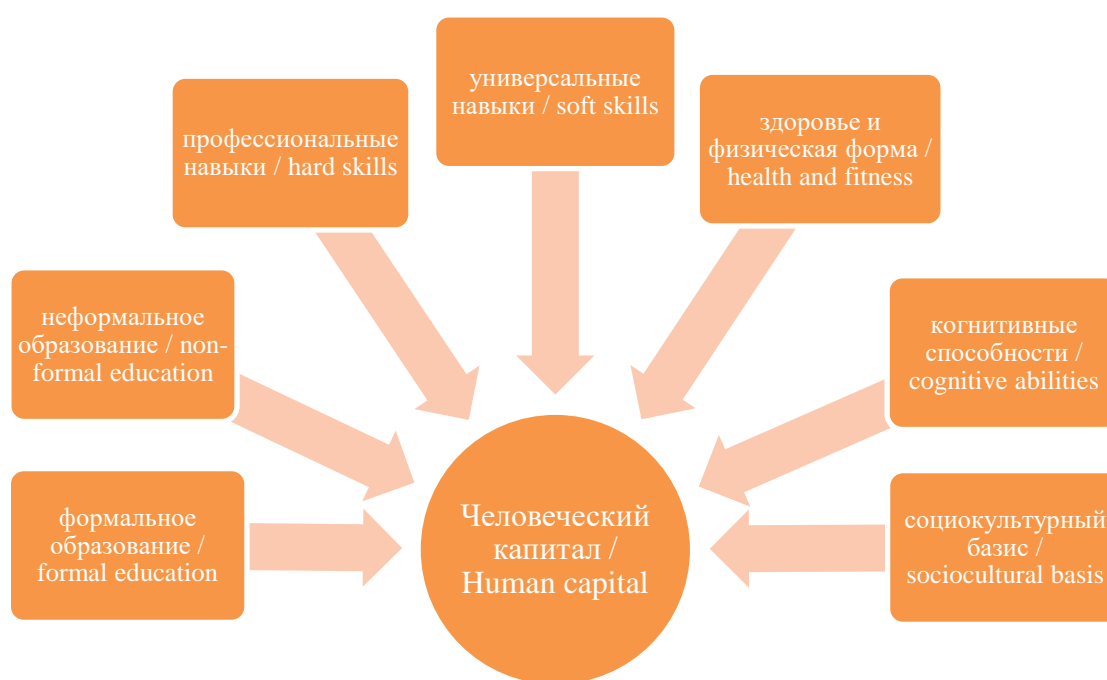 универсальные
навыки / soft skills
профессиональные
навыки / hard skills
здоровье и
физическая форма /
health and fitness
неформальное
образование / non-
formal education
когнитивные
способности /
cognitive abilities
формальное
образование /
formal education
Человеческий
капитал /
Human capital
социокультурный
базис /
sociocultural basis